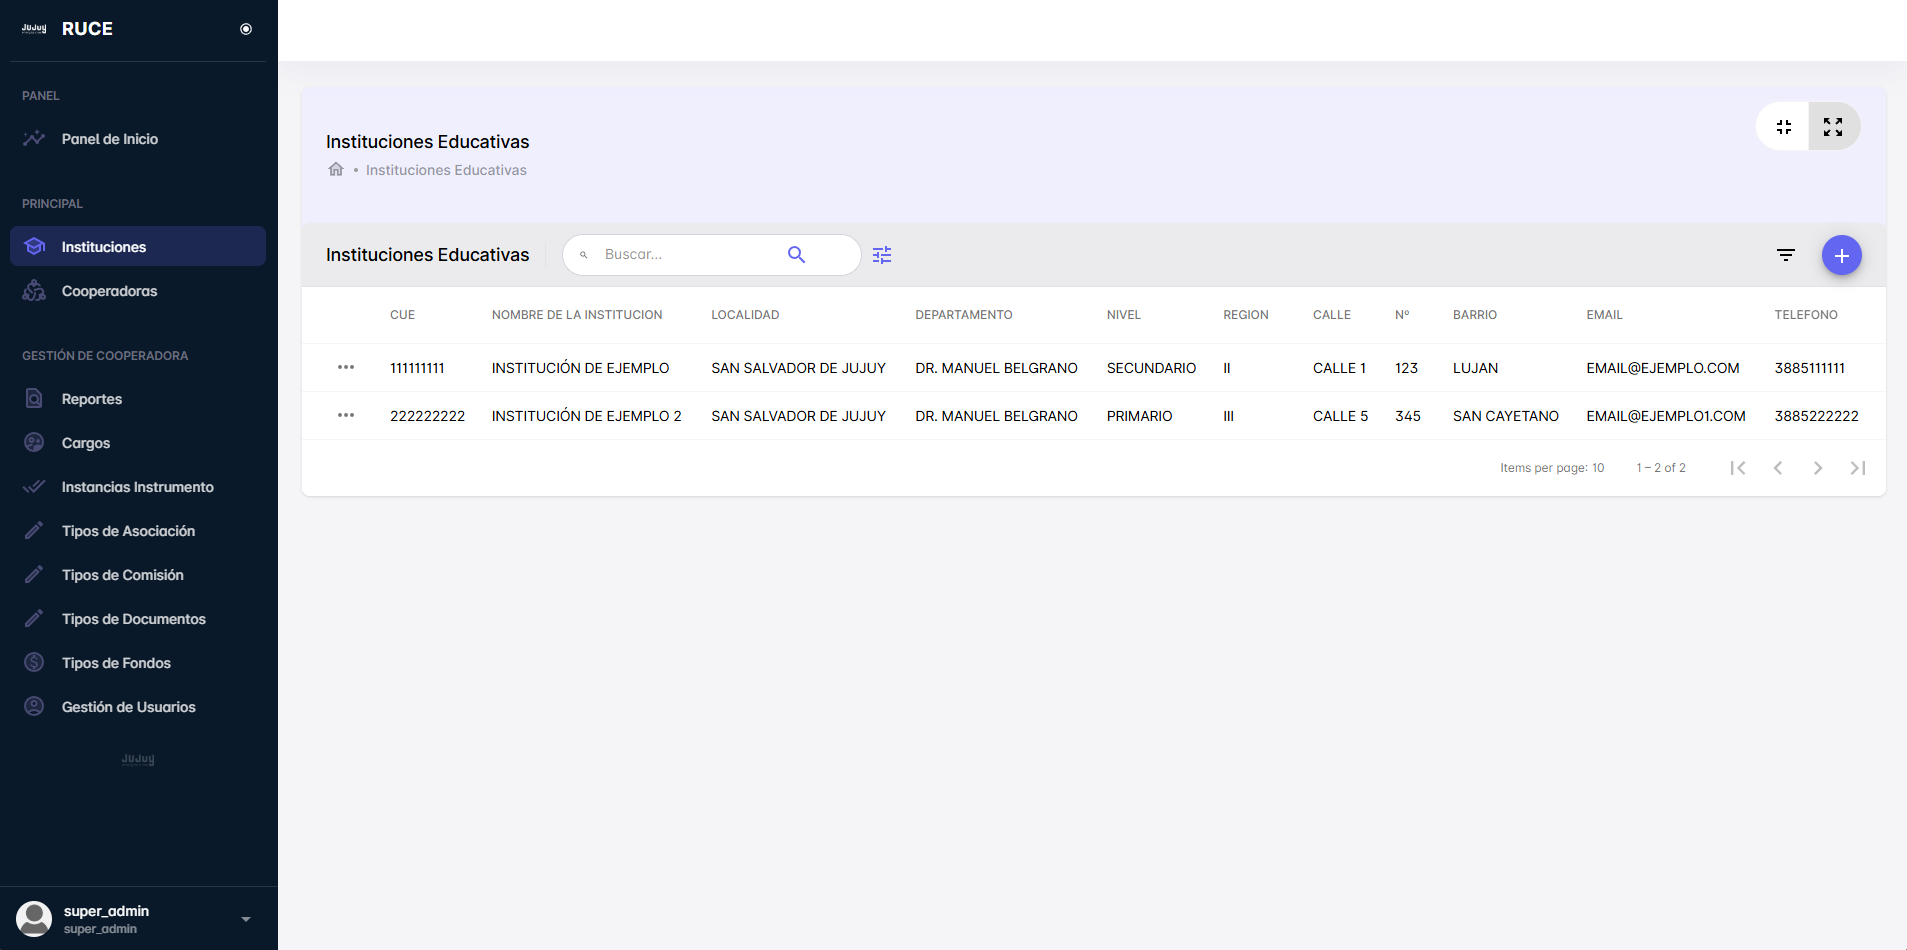 JUJUY RUCE
PANEL
Panel de Inicio
PRINCIPAL
Instituciones
Cooperadoras
GESTIÓN DE COOPERADORA
Reportes
Cargos
Instancias Instrumento
Tipos de Asociación
Tipos de Comisión
Tipos de Documentos
Tipos de Fondos
Gestión de Usuarios
JUJUY
super_admin
super_admin
Instituciones Educativas
• Instituciones Educativas
Instituciones Educativas Buscar...
CUE NOMBRE DE LA INSTITUCION LOCALIDAD DEPARTAMENTO NIVEL REGION CALLE Nº BARRIO EMAIL TELEFONO
111111111 INSTITUCIÓN DE EJEMPLO SAN SALVADOR DE JUJUY DR. MANUEL BELGRANO SECUNDARIO II CALLE 1 123 LUJAN EMAIL@EJEMPLO.COM 3885111111
222222222 INSTITUCIÓN DE EJEMPLO 2 SAN SALVADOR DE JUJUY DR. MANUEL BELGRANO PRIMARIO III CALLE 5 345 SAN CAYETANO EMAIL@EJEMPLO1.COM 3885222222
Items per page: 10 1 – 2 of 2